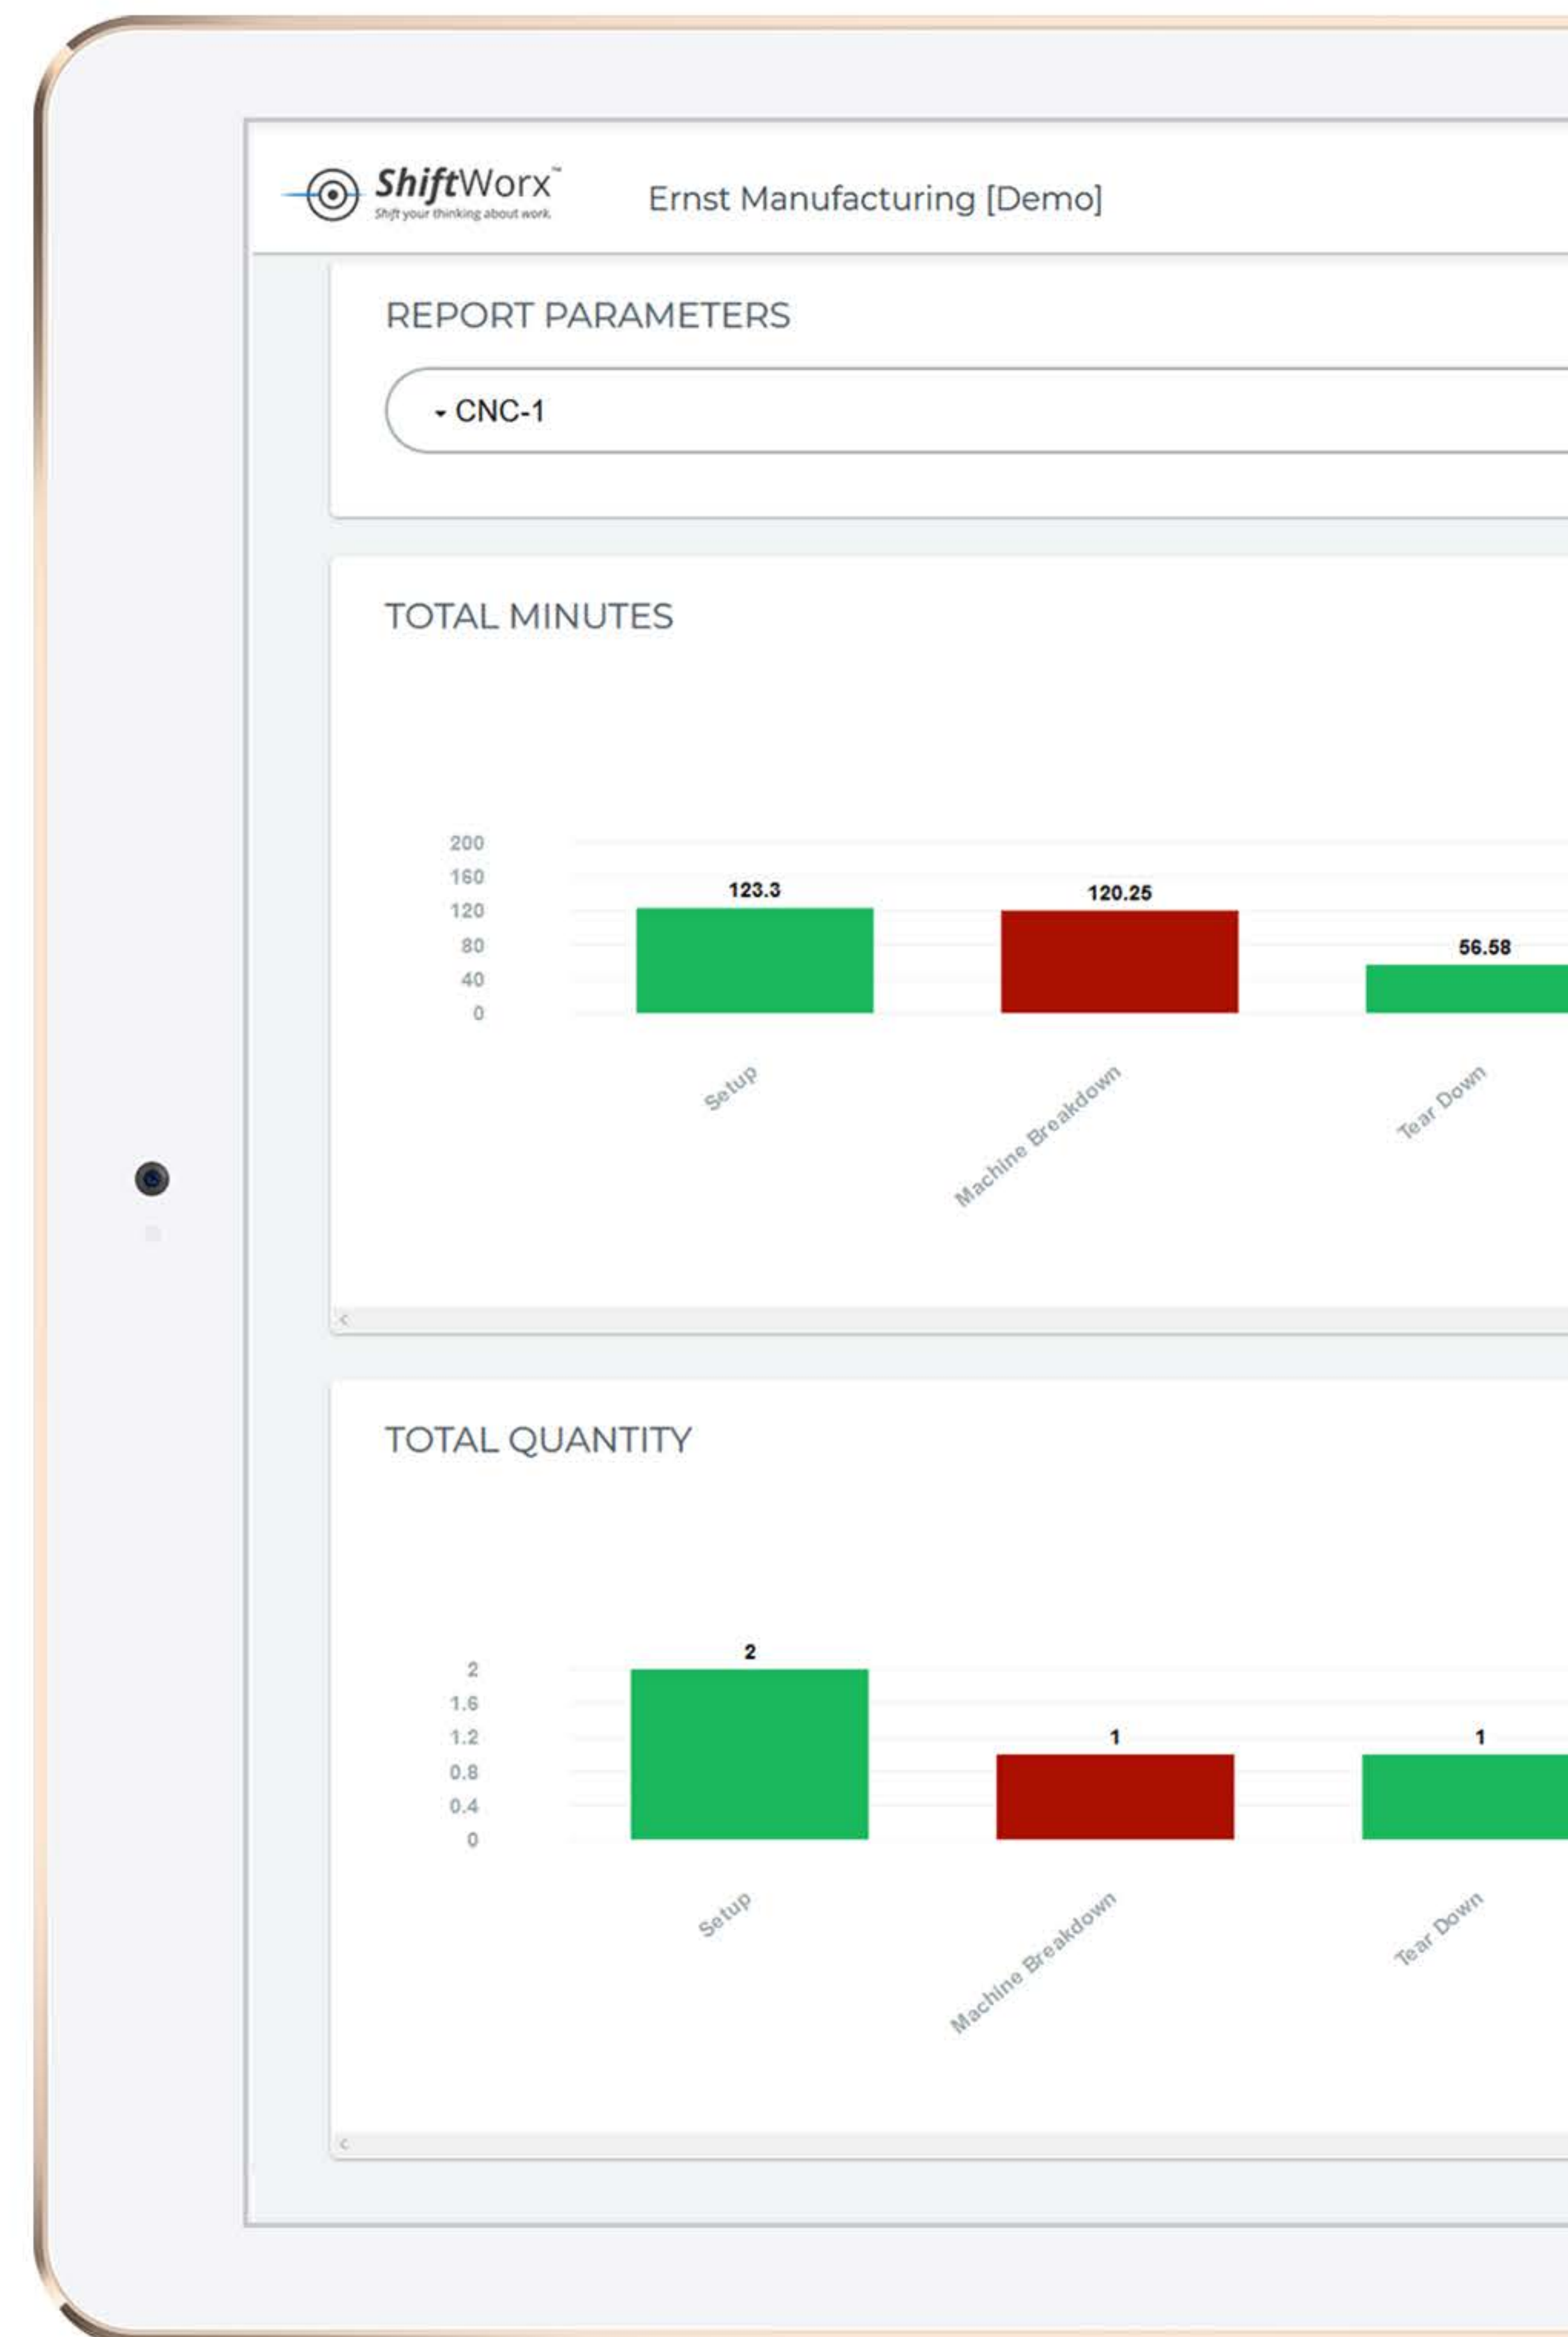 ShiftWorx™
Shift your thinking about work.
Ernst Manufacturing [Demo]
REPORT PARAMETERS
CNC-1
TOTAL MINUTES
200
160
120
80
40
0
123.3
120.25
56.58
Setup
Machine Breakdown
Tear Down
TOTAL QUANTITY
2
1.6
1.2
0.8
0.4
0
2
1
1
Setup
Machine Breakdown
Tear Down